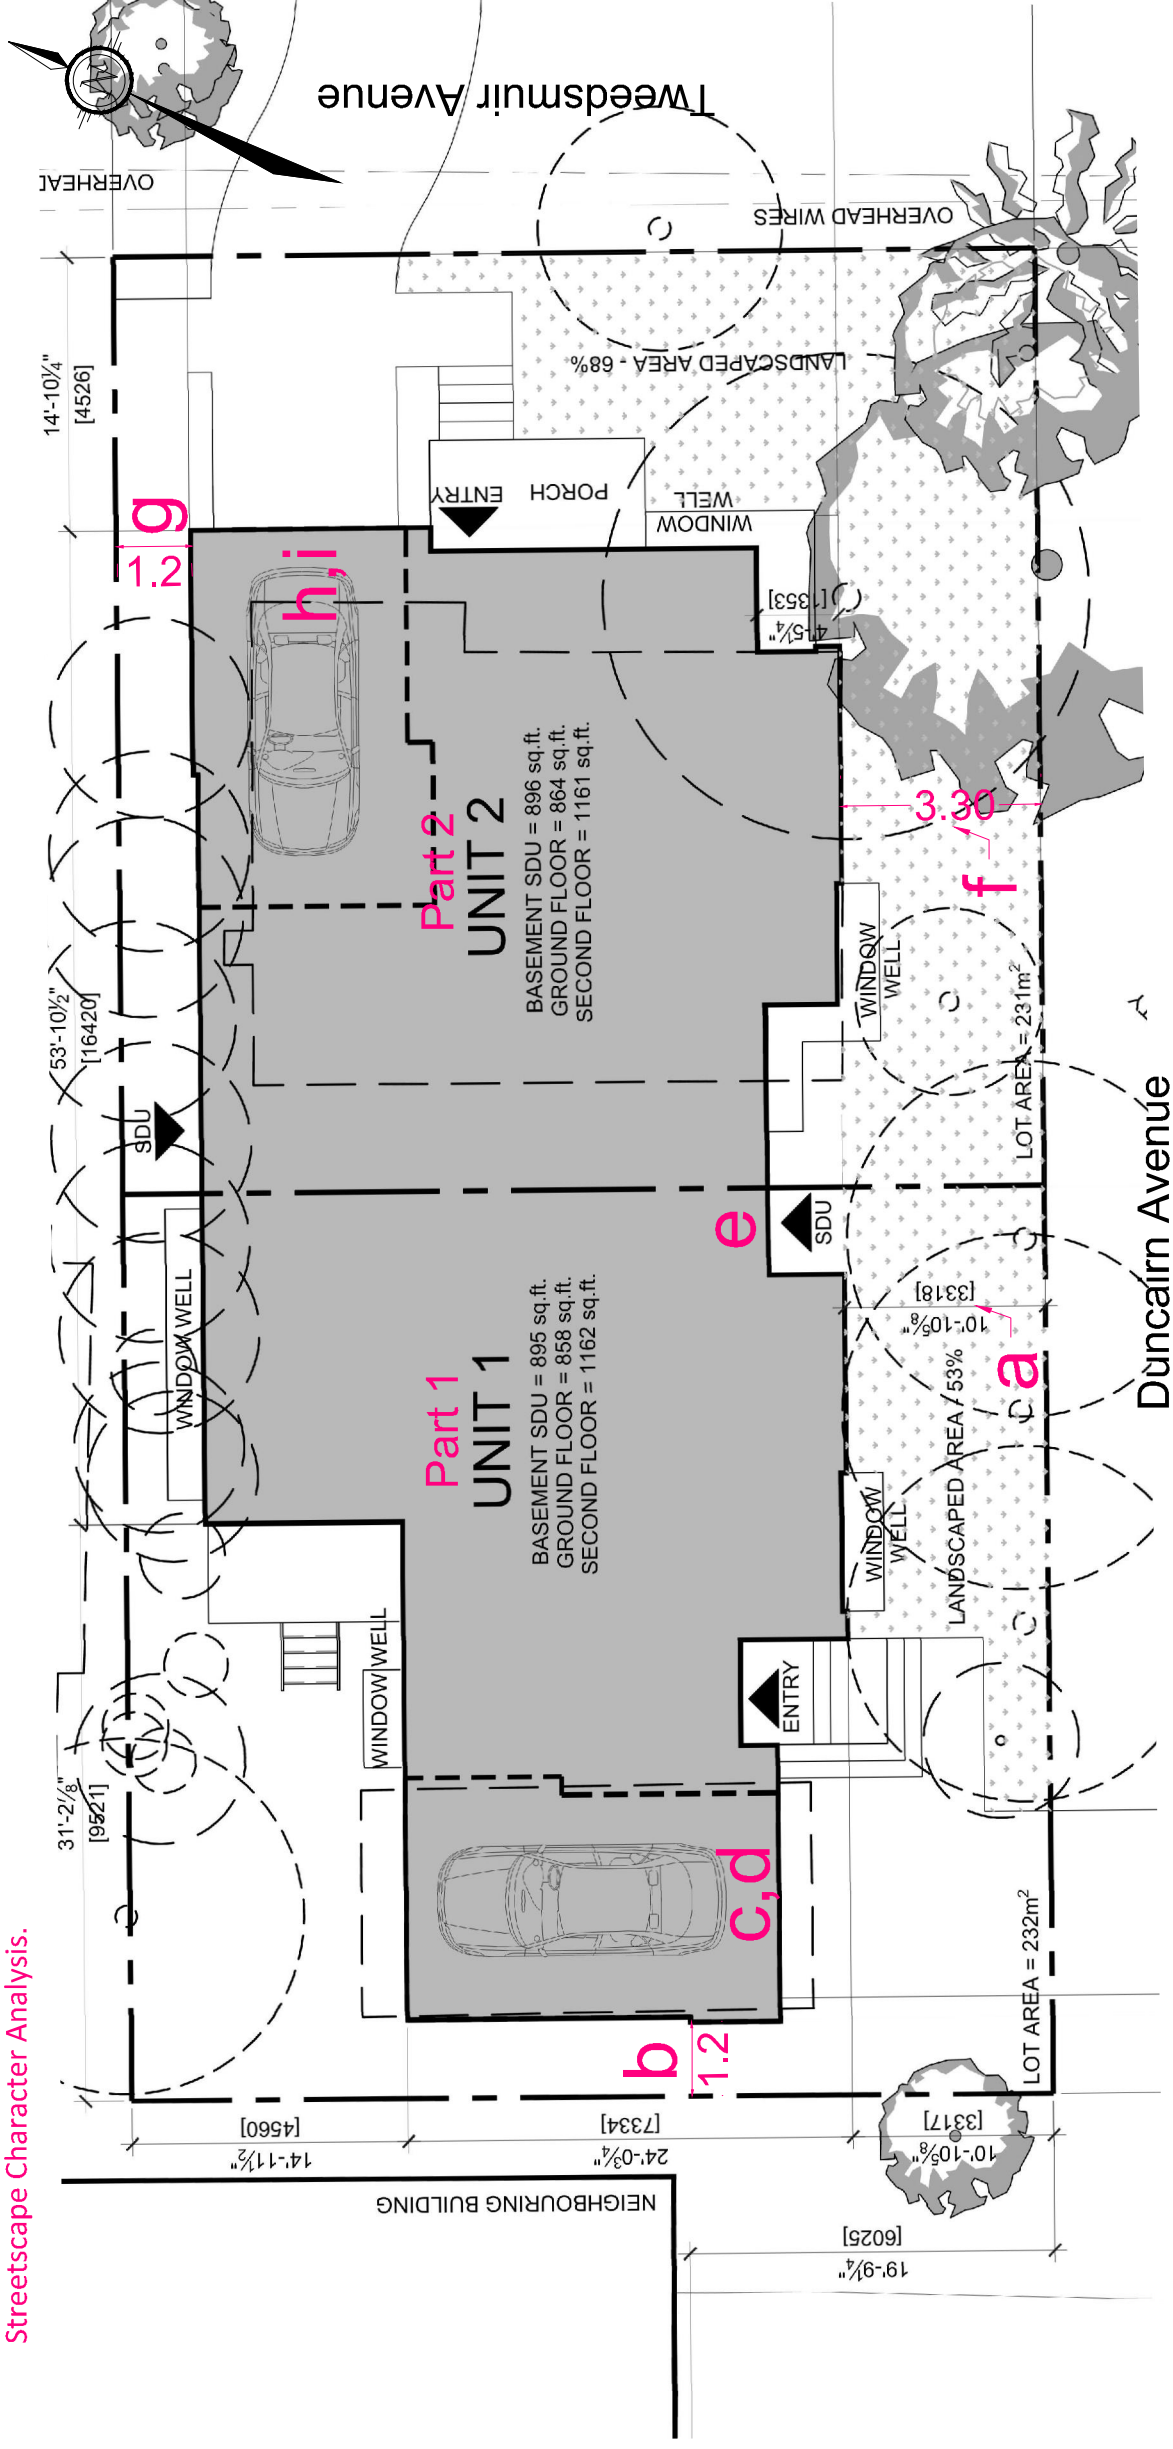 Streetscape Character Analysis.
Tweedsmuir Avenue
OVERHEAD WIRES
14'-10¼"
[4526]
g
1.2
h,i
ENTRY
PORCH
WINDOW
WELL
LANDSCAPED AREA - 68%
4'-5¼"
[1353]
53'-10½"
[16420]
Part 2
UNIT 2
BASEMENT SDU = 896 sq.ft.
GROUND FLOOR = 864 sq.ft.
SECOND FLOOR = 1161 sq.ft.
3.30
f
WINDOW
WELL
LOT AREA = 231m²
SDU
e
SDU
Duncairn Avenue
WINDOW WELL
Part 1
UNIT 1
BASEMENT SDU = 895 sq.ft.
GROUND FLOOR = 858 sq.ft.
SECOND FLOOR = 1162 sq.ft.
10'-10⅝"
[3318]
a
WINDOW
WELL
LANDSCAPED AREA - 53%
WINDOW WELL
ENTRY
31'-2⅞"
[9521]
c,d
b
1.2
LOT AREA = 232m²
14'-11½"
[4560]
24'-0¾"
[7334]
10'-10⅝"
[3317]
NEIGHBOURING BUILDING
19'-9¼"
[6025]